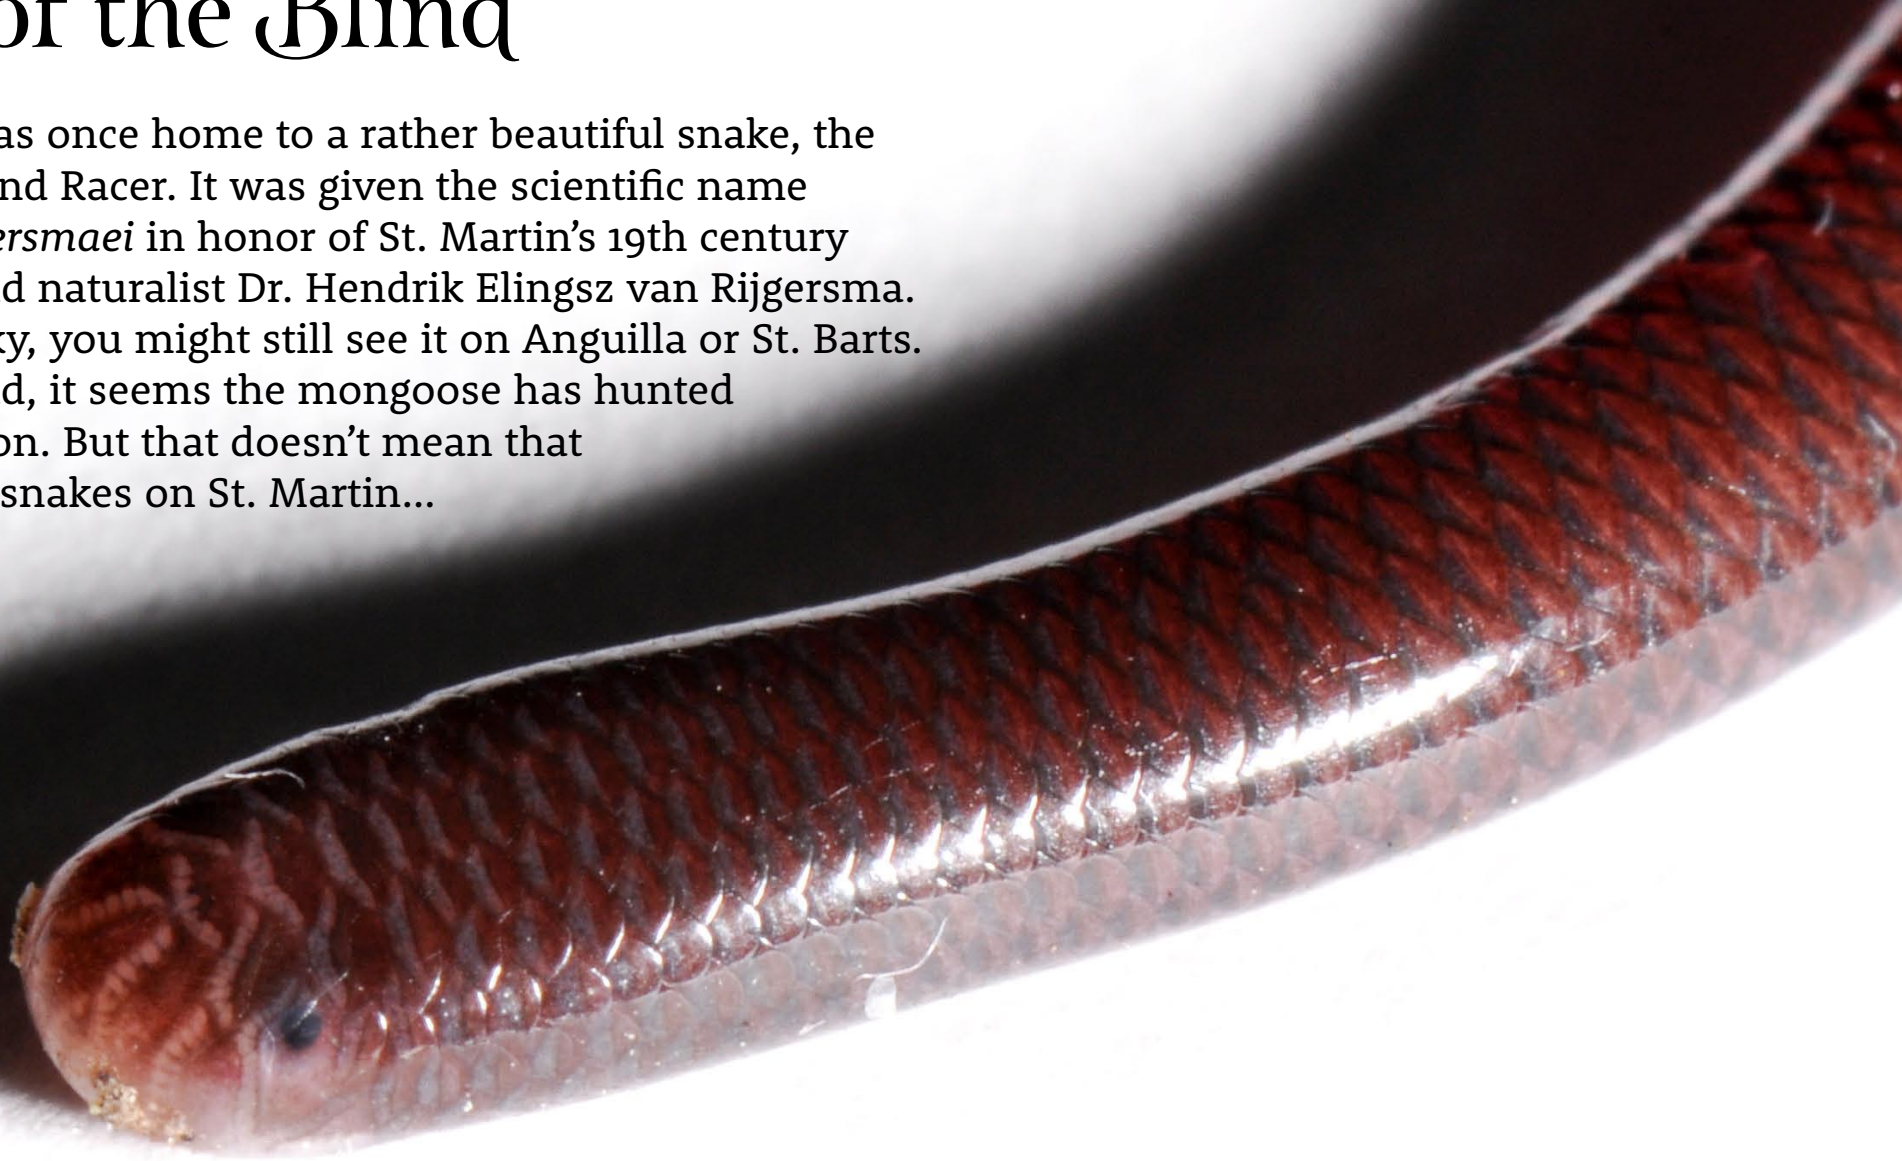 of the Blind
as once home to a rather beautiful snake, the
nd Racer. It was given the scientific name
ersmaei in honor of St. Martin’s 19th century
d naturalist Dr. Hendrik Elingsz van Rijgersma.
ky, you might still see it on Anguilla or St. Barts.
d, it seems the mongoose has hunted
on. But that doesn’t mean that
snakes on St. Martin...